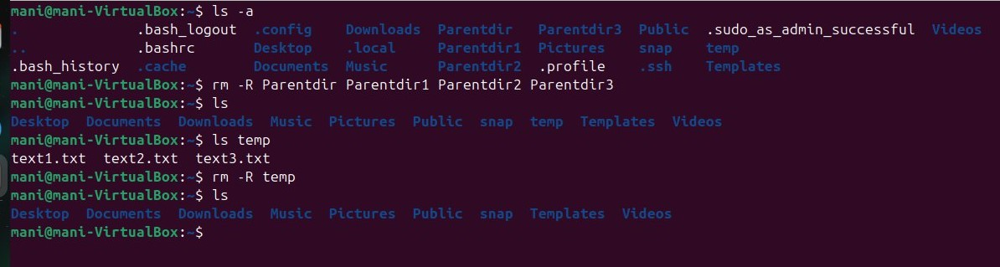 mani@mani-VirtualBox:~$ ls -a
. .bash_logout .config Downloads Parentdir Parentdir3 Public .sudo_as_admin_successful Videos
.. .bashrc Desktop .local Parentdir1 Pictures snap temp
.bash_history .cache Documents Music Parentdir2 .profile .ssh Templates
mani@mani-VirtualBox:~$ rm -R Parentdir Parentdir1 Parentdir2 Parentdir3
mani@mani-VirtualBox:~$ ls
Desktop Documents Downloads Music Pictures Public snap temp Templates Videos
mani@mani-VirtualBox:~$ ls temp
text1.txt text2.txt text3.txt
mani@mani-VirtualBox:~$ rm -R temp
mani@mani-VirtualBox:~$ ls
Desktop Documents Downloads Music Pictures Public snap Templates Videos
mani@mani-VirtualBox:~$